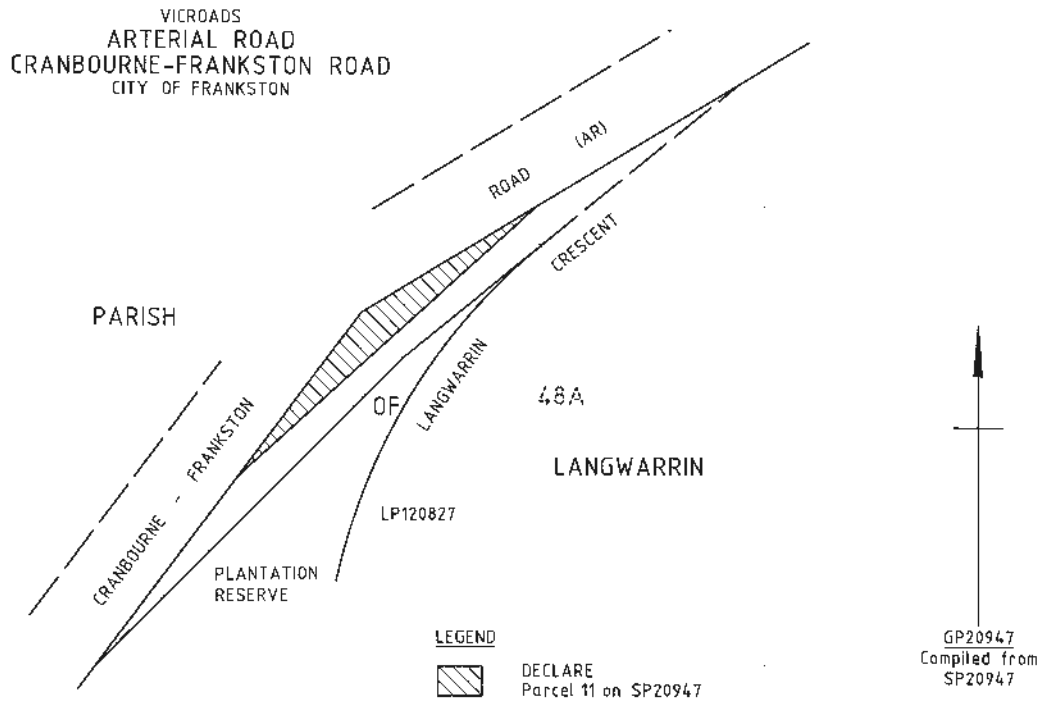 VICROADS
ARTERIAL ROAD
CRANBOURNE-FRANKSTON ROAD
CITY OF FRANKSTON
ROAD (AR)
CRESCENT
PARISH
CRANBOURNE - FRANKSTON
OF
LANGWARRIN
48A
LANGWARRIN
LP120827
PLANTATION
RESERVE
LEGEND
DECLARE
Parcel 11 on SP20947
GP20947
Compiled from
SP20947